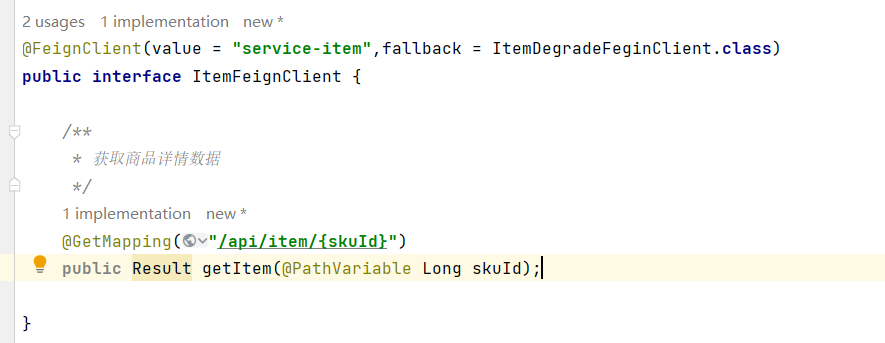 2 usages 1 implementation new *
@FeignClient(value = "service-item",fallback = ItemDegradeFeginClient.class)
public interface ItemFeignClient {
/**
* 获取商品详情数据
*/
1 implementation new *
@GetMapping("/api/item/{skuId}")
public Result getItem(@PathVariable Long skuId);
}